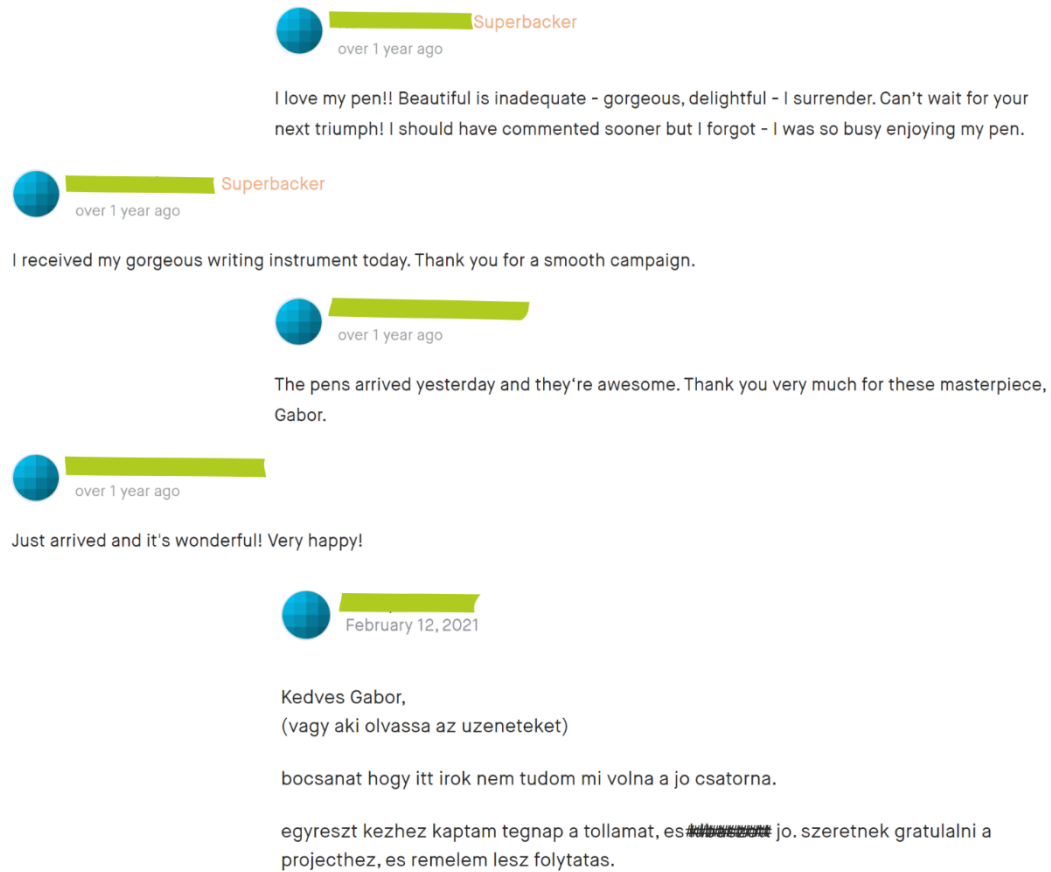 Superbacker
over 1 year ago
I love my pen!! Beautiful is inadequate - gorgeous, delightful - I surrender. Can’t wait for your
next triumph! I should have commented sooner but I forgot - I was so busy enjoying my pen.
Superbacker
over 1 year ago
I received my gorgeous writing instrument today. Thank you for a smooth campaign.
over 1 year ago
The pens arrived yesterday and they‘re awesome. Thank you very much for these masterpiece,
Gabor.
over 1 year ago
Just arrived and it's wonderful! Very happy!
February 12, 2021
Kedves Gabor,
(vagy aki olvassa az uzeneteket)
bocsanat hogy itt irok nem tudom mi volna a jo csatorna.
egyreszt kezhez kaptam tegnap a tollamat, es jo. szeretnek gratulalni a
projecthez, es remelem lesz folytatas.